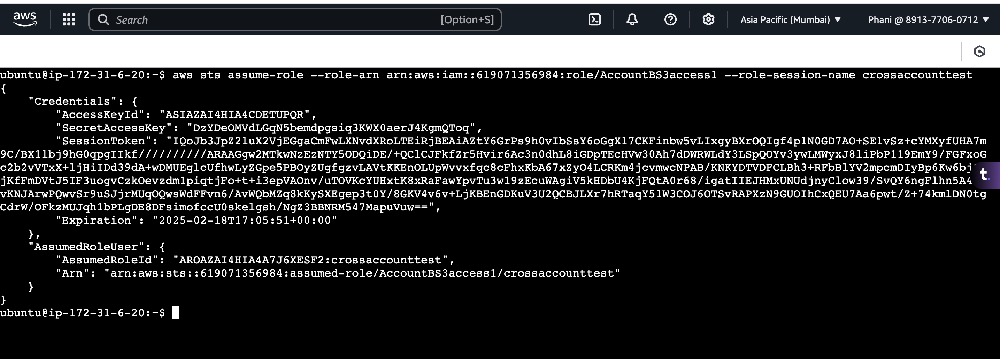 aws
Search [Option+S]
Asia Pacific (Mumbai)
Phani @ 8913-7706-0712
ubuntu@ip-172-31-6-20:~$ aws sts assume-role --role-arn arn:aws:iam::619071356984:role/AccountBS3access1 --role-session-name crossaccounttest
{
"Credentials": {
"AccessKeyId": "ASIAZAI4HIA4CDETUPQR",
"SecretAccessKey": "DzYDeOMVdLGqN5bemdpgsiq3KWX0aerJ4KgmQToq",
"SessionToken": "IQoJb3JpZ2luX2VjEGgaCmFwLXNvdXRoLTEiRjBEAiAZtY6GrPs9h0vIbSsY6oGgX17CKFinbw5vLIxgyBXrOQIgf4p1N0GD7AO+SE1vSz+cYMXyfUHA7m
9C/BX1lbj9hG0qpgIIkf//////////ARAAGgw2MTkwNzEzNTY5ODQiDE/+QClCJFkfZr5Hvir6Ac3n0dhL8iGDpTEcHVw30Ah7dDWRWLdY3LSpQOYv3ywLMWyxJ8liPbP119EmY9/FGFxoG
c2b2vVTxX+ljHiIDd39dA+wDMUEglcUfhwLyZGpe5PBOyZUgfgzvLAVtKKEnOLUpWvvxfqc8cFhxKbA67xZyO4LCRKm4jcvmwcNPAB/KNKYDTVDFCLBh3+RFbBlYV2mpcmDIyBp6Kw6bj
jKfFmDVtJ5IF3uogvCzkOevzdm1piqtjFo+t+i3epVAOnv/uTOVKcYUHxtK8xRaFawYpvTu3w19zEcuWAgiV5kHDbU4KjFQtA0r68/igatIIEJHMxUNUdjnyClow39/SvQY6ngFlhn5A4
vKNJArwPQwvSr9uSJjrMUqOQwsWdFFvn6/AvWQbMZq8kKySXEgep3t0Y/8GKV4v6v+LjKBEnGDKuV3U2QCBJLXr7hRTaqY51W3COJ6OTSvRAPXzN9GUOIhCxQEU7Aa6pwt/Z+74kmlDN0tg
CdrW/OFkzMUJqh1bPLgDE8DFsimofccU0skelgsh/NgZ3BBNRM547MapuVuw==",
"Expiration": "2025-02-18T17:05:51+00:00"
},
"AssumedRoleUser": {
"AssumedRoleId": "AROAZAI4HIA4A7J6XESF2:crossaccounttest",
"Arn": "arn:aws:sts::619071356984:assumed-role/AccountBS3access1/crossaccounttest"
}
}
ubuntu@ip-172-31-6-20:~$
t.